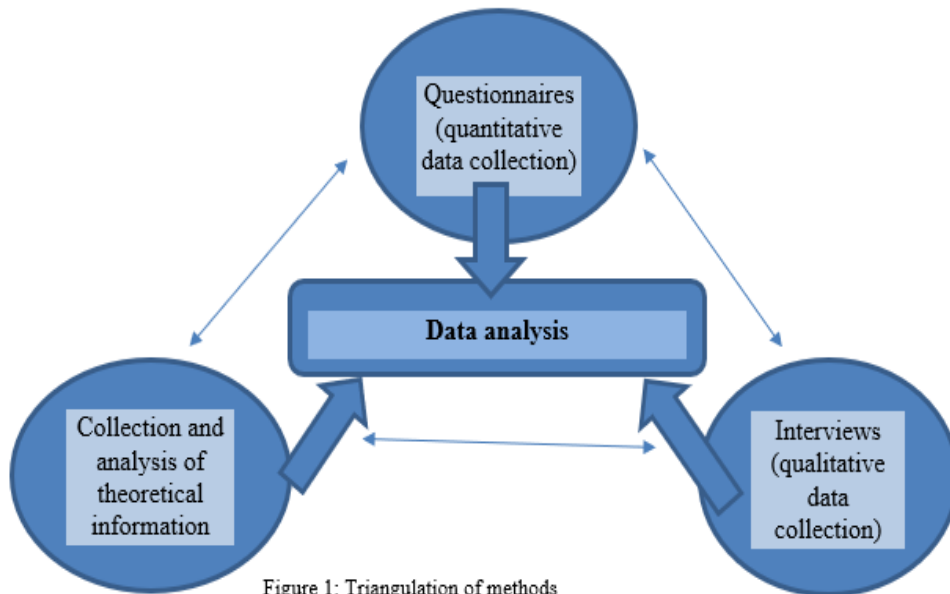 Questionnaires
(quantitative
data collection)
Data analysis
Collection and
analysis of
theoretical
information
Interviews
(qualitative
data
collection)
Figure 1: Triangulation of methods